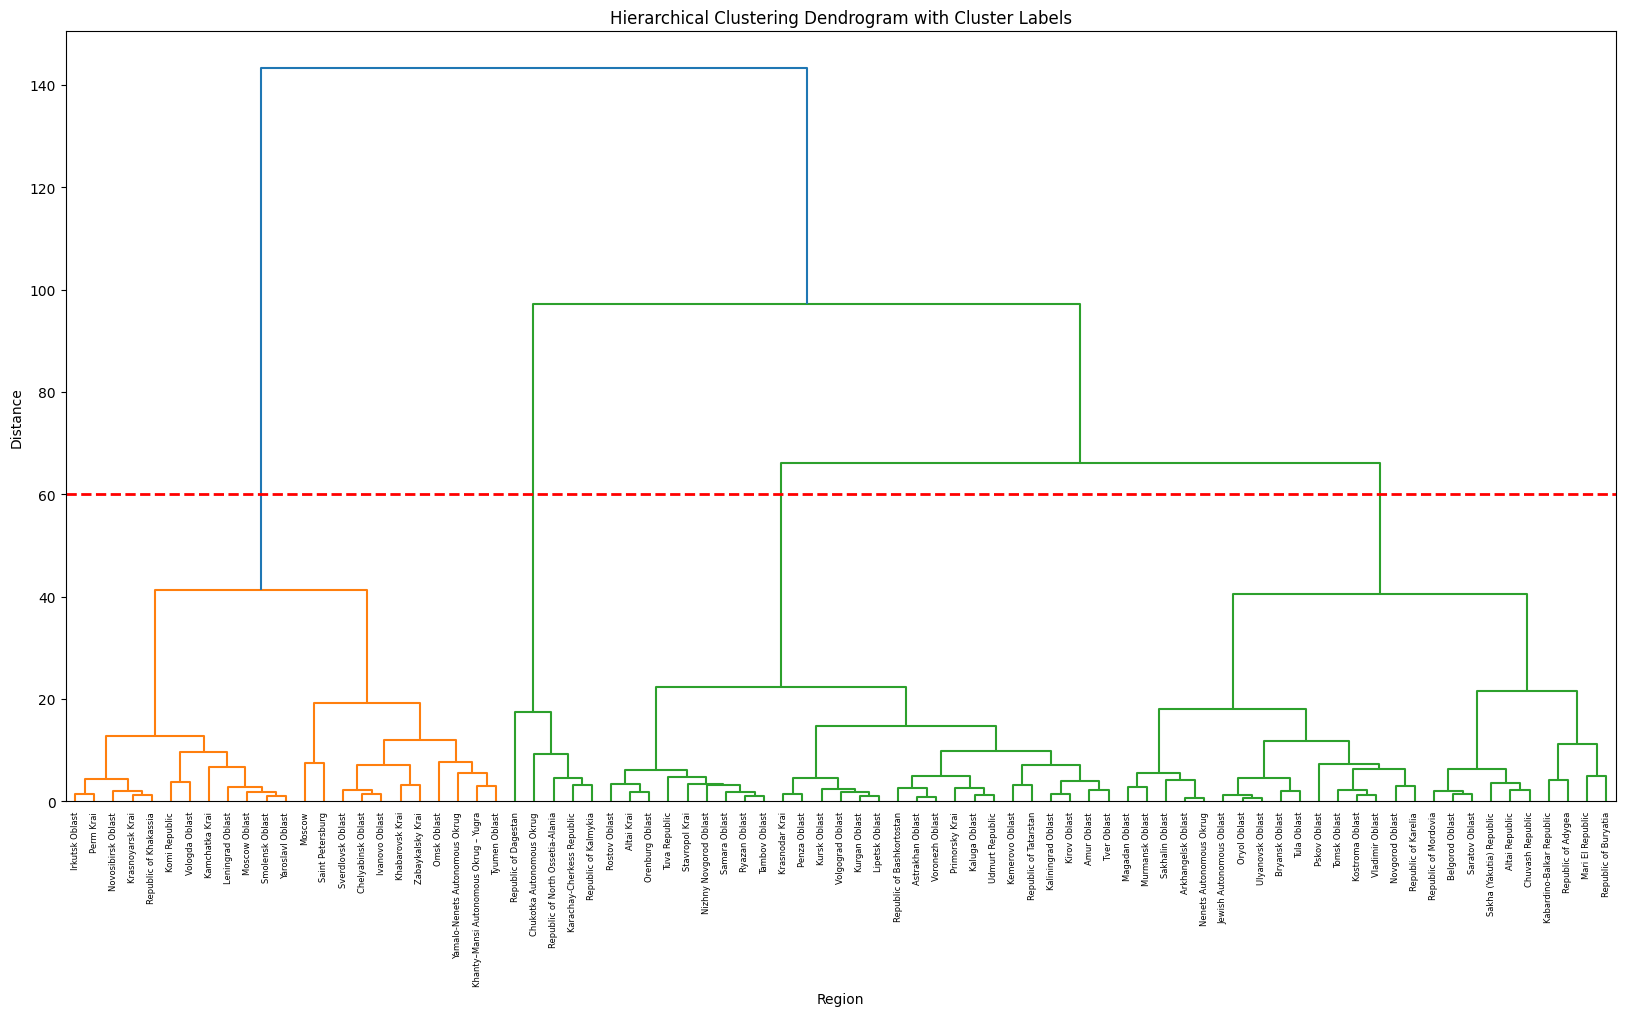 Hierarchical Clustering Dendrogram with Cluster Labels
140
120
100
80
60
40
20
0
Distance
Irkutsk Oblast
Perm Krai
Novosibirsk Oblast
Krasnoyarsk Krai
Republic of Khakassia
Komi Republic
Vologda Oblast
Kamchatka Krai
Leningrad Oblast
Moscow Oblast
Smolensk Oblast
Yaroslavl Oblast
Moscow
Saint Petersburg
Sverdlovsk Oblast
Chelyabinsk Oblast
Ivanovo Oblast
Khabarovsk Krai
Zabaykalsky Krai
Omsk Oblast
Yamalo-Nenets Autonomous Okrug
Khanty–Mansi Autonomous Okrug – Yugra
Tyumen Oblast
Republic of Dagestan
Chukotka Autonomous Okrug
Republic of North Ossetia-Alania
Karachay-Cherkess Republic
Republic of Kalmykia
Rostov Oblast
Altai Krai
Orenburg Oblast
Tuva Republic
Stavropol Krai
Nizhny Novgorod Oblast
Samara Oblast
Ryazan Oblast
Tambov Oblast
Krasnodar Krai
Penza Oblast
Kursk Oblast
Volgograd Oblast
Kurgan Oblast
Lipetsk Oblast
Republic of Bashkortostan
Astrakhan Oblast
Voronezh Oblast
Primorsky Krai
Kaluga Oblast
Udmurt Republic
Kemerovo Oblast
Republic of Tatarstan
Kaliningrad Oblast
Kirov Oblast
Amur Oblast
Tver Oblast
Magadan Oblast
Murmansk Oblast
Sakhalin Oblast
Arkhangelsk Oblast
Nenets Autonomous Okrug
Jewish Autonomous Oblast
Oryol Oblast
Ulyanovsk Oblast
Bryansk Oblast
Tula Oblast
Pskov Oblast
Tomsk Oblast
Kostroma Oblast
Vladimir Oblast
Novgorod Oblast
Republic of Karelia
Republic of Mordovia
Belgorod Oblast
Saratov Oblast
Sakha (Yakutia) Republic
Altai Republic
Chuvash Republic
Kabardino-Balkar Republic
Republic of Adygea
Mari El Republic
Republic of Buryatia
Region